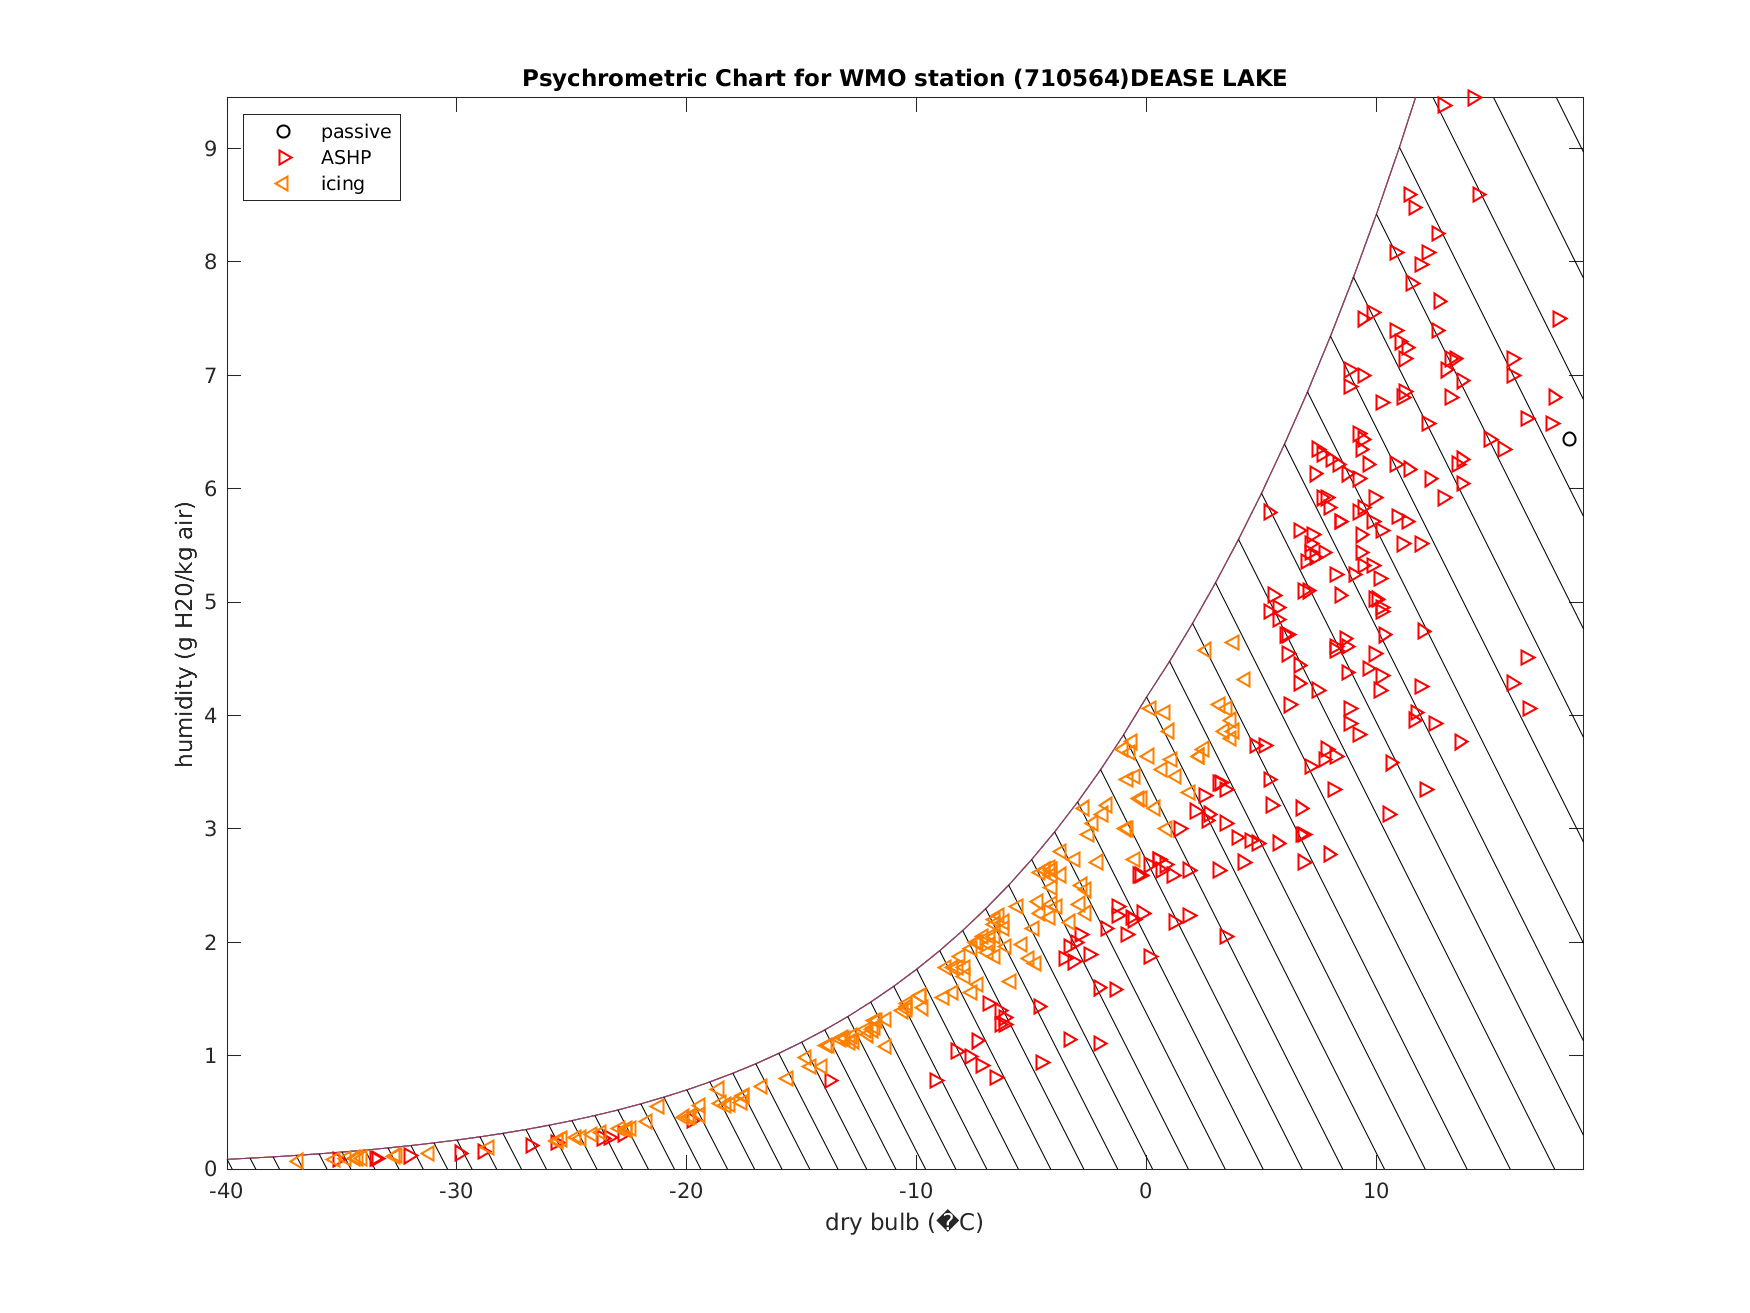 Psychrometric Chart for WMO station (710564)DEASE LAKE
passive
ASHP
icing
9
8
7
6
5
4
3
2
1
0
humidity (g H20/kg air)
-40 -30 -20 -10 0 10
dry bulb (�C)